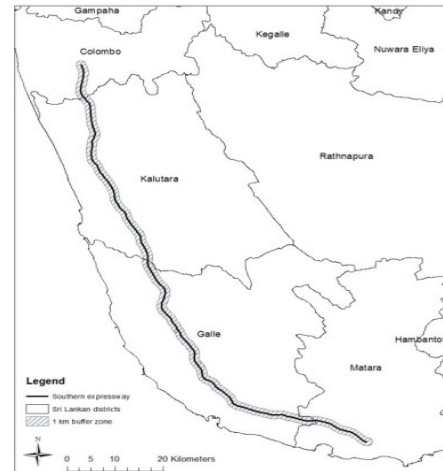 Gampaha
Kandy
Kegalle
Colombo
Nuwara Eliya
Rathnapura
Kalutara
Galle
Hambanto
Matara
Legend
Southern expressway
Sri Lankan districts
1 km buffer zone
N
0 5 10 20 Kilometers